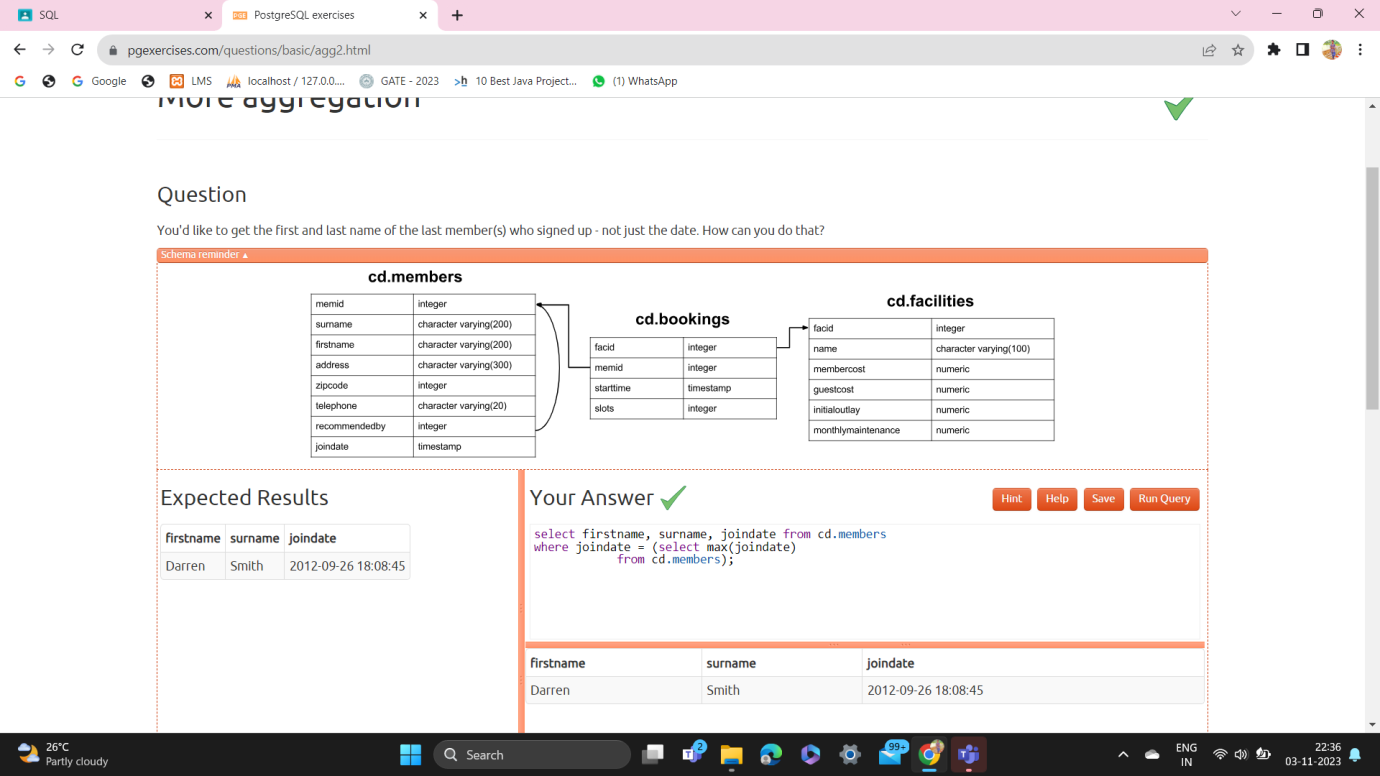 SQL
PostgreSQL exercises
pgexercises.com/questions/basic/agg2.html
Google
LMS
localhost / 127.0.0....
GATE - 2023
10 Best Java Project...
(1) WhatsApp
More aggregation
Question
You'd like to get the first and last name of the last member(s) who signed up - not just the date. How can you do that?
Schema reminder ▴
cd.members
memid integer
surname character varying(200)
firstname character varying(200)
address character varying(300)
zipcode integer
telephone character varying(20)
recommendedby integer
joindate timestamp
cd.bookings
facid integer
memid integer
starttime timestamp
slots integer
cd.facilities
facid integer
name character varying(100)
membercost numeric
guestcost numeric
initialoutlay numeric
monthlymaintenance numeric
Expected Results
firstname surname joindate
Darren Smith 2012-09-26 18:08:45
Your Answer
Hint Help Save Run Query
select firstname, surname, joindate from cd.members
where joindate = (select max(joindate)
from cd.members);
firstname surname joindate
Darren Smith 2012-09-26 18:08:45
26°C
Partly cloudy
Search
2
99+
ENG
IN
22:36
03-11-2023